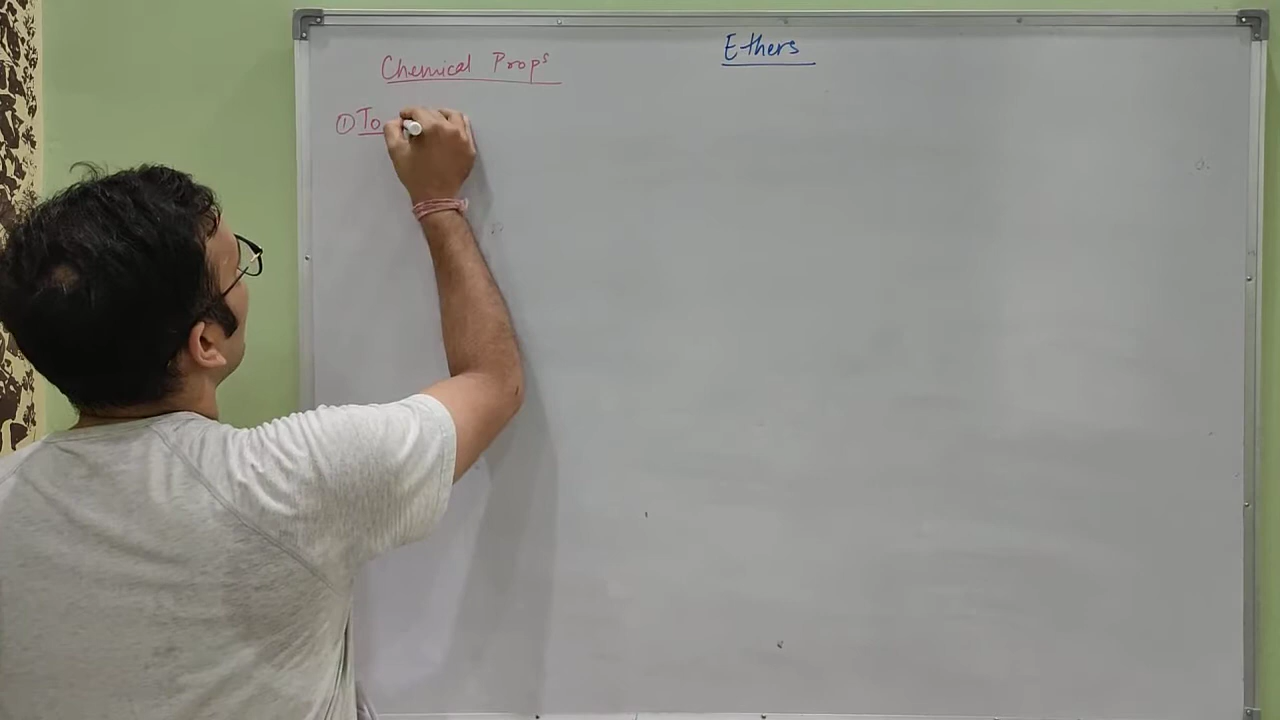 Ethers
Chemical Props
① To